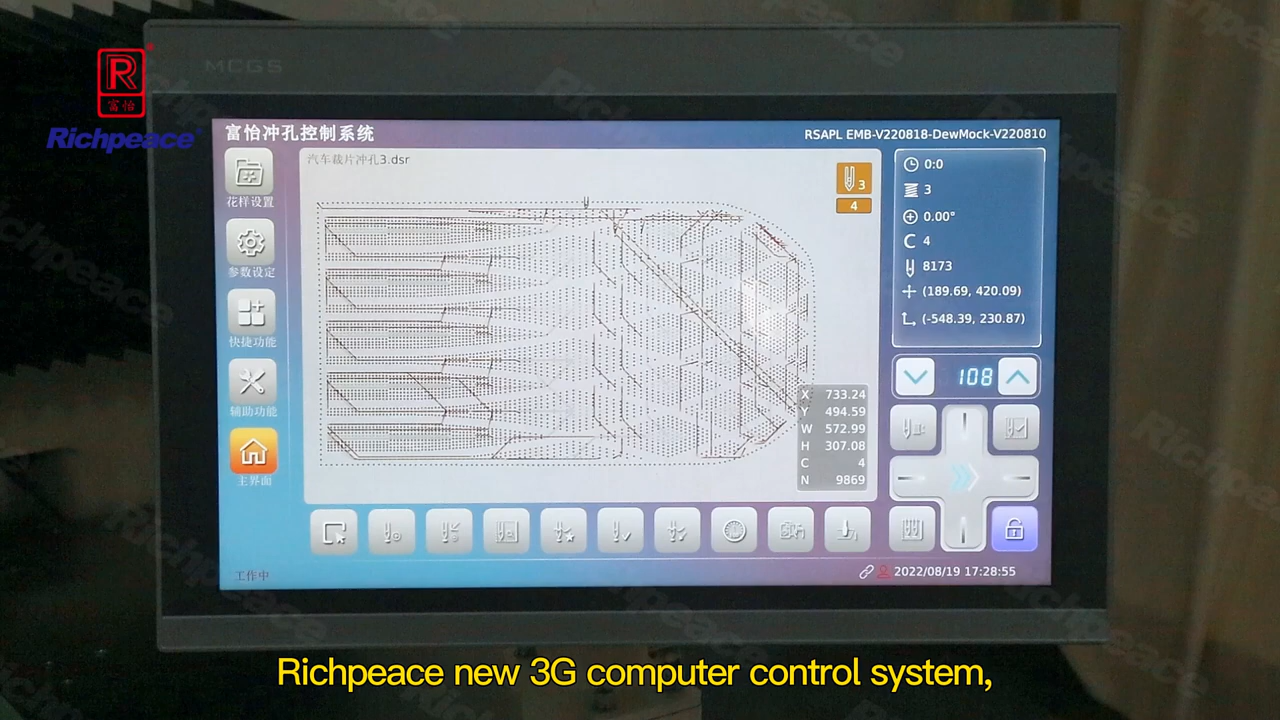 MCGS
R
富怡
Richpeace
富怡冲孔控制系统
RSAPL EMB-V220818-DewMock-V220810
花样设置
参数设定
快捷功能
辅助功能
主界面
工作中
汽车裁片冲孔3.dsr
3
4
X 733.24
Y 494.59
W 572.99
H 307.08
C 4
N 9869
0:0
3
0.00°
C 4
8173
(189.69, 420.09)
(-548.39, 230.87)
108
2022/08/19 17:28:55
Richpeace new 3G computer control system,